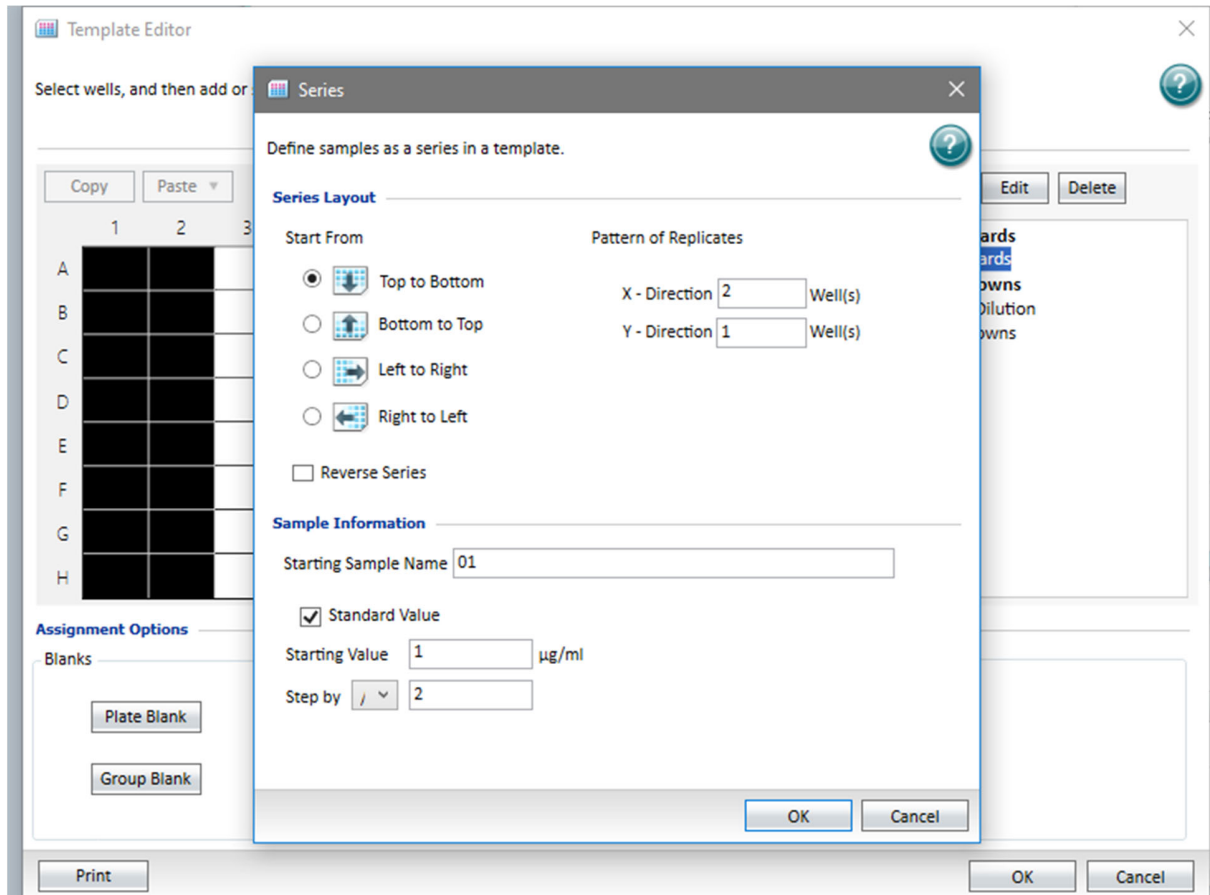 Template Editor
Select wells, and then add or
Copy
Paste
Edit
Delete
1 2 3
A
B
C
D
E
F
G
H
Assignment Options
Blanks
Plate Blank
Group Blank
Print
OK
Cancel
Series
Define samples as a series in a template.
Series Layout
Start From
Top to Bottom
Bottom to Top
Left to Right
Right to Left
Reverse Series
Pattern of Replicates
X - Direction 2 Well(s)
Y - Direction 1 Well(s)
Sample Information
Starting Sample Name 01
Standard Value
Starting Value 1 µg/ml
Step by / 2
OK
Cancel
ards
ards
owns
Dilution
owns